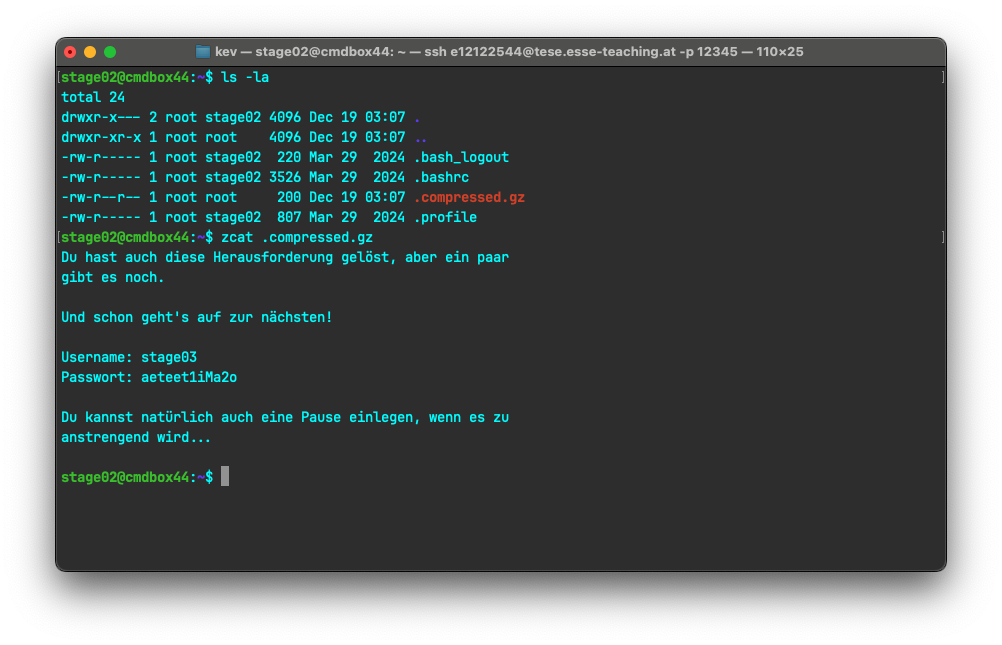 kev — stage02@cmdbox44: ~ — ssh e12122544@tese.esse-teaching.at -p 12345 — 110×25
[stage02@cmdbox44:~$ ls -la ]
total 24
drwxr-x--- 2 root stage02 4096 Dec 19 03:07 .
drwxr-xr-x 1 root root    4096 Dec 19 03:07 ..
-rw-r----- 1 root stage02  220 Mar 29  2024 .bash_logout
-rw-r----- 1 root stage02 3526 Mar 29  2024 .bashrc
-rw-r--r-- 1 root root     200 Dec 19 03:07 .compressed.gz
-rw-r----- 1 root stage02  807 Mar 29  2024 .profile
[stage02@cmdbox44:~$ zcat .compressed.gz ]
Du hast auch diese Herausforderung gelöst, aber ein paar
gibt es noch.
Und schon geht's auf zur nächsten!
Username: stage03
Passwort: aeteet1iMa2o
Du kannst natürlich auch eine Pause einlegen, wenn es zu
anstrengend wird...
stage02@cmdbox44:~$